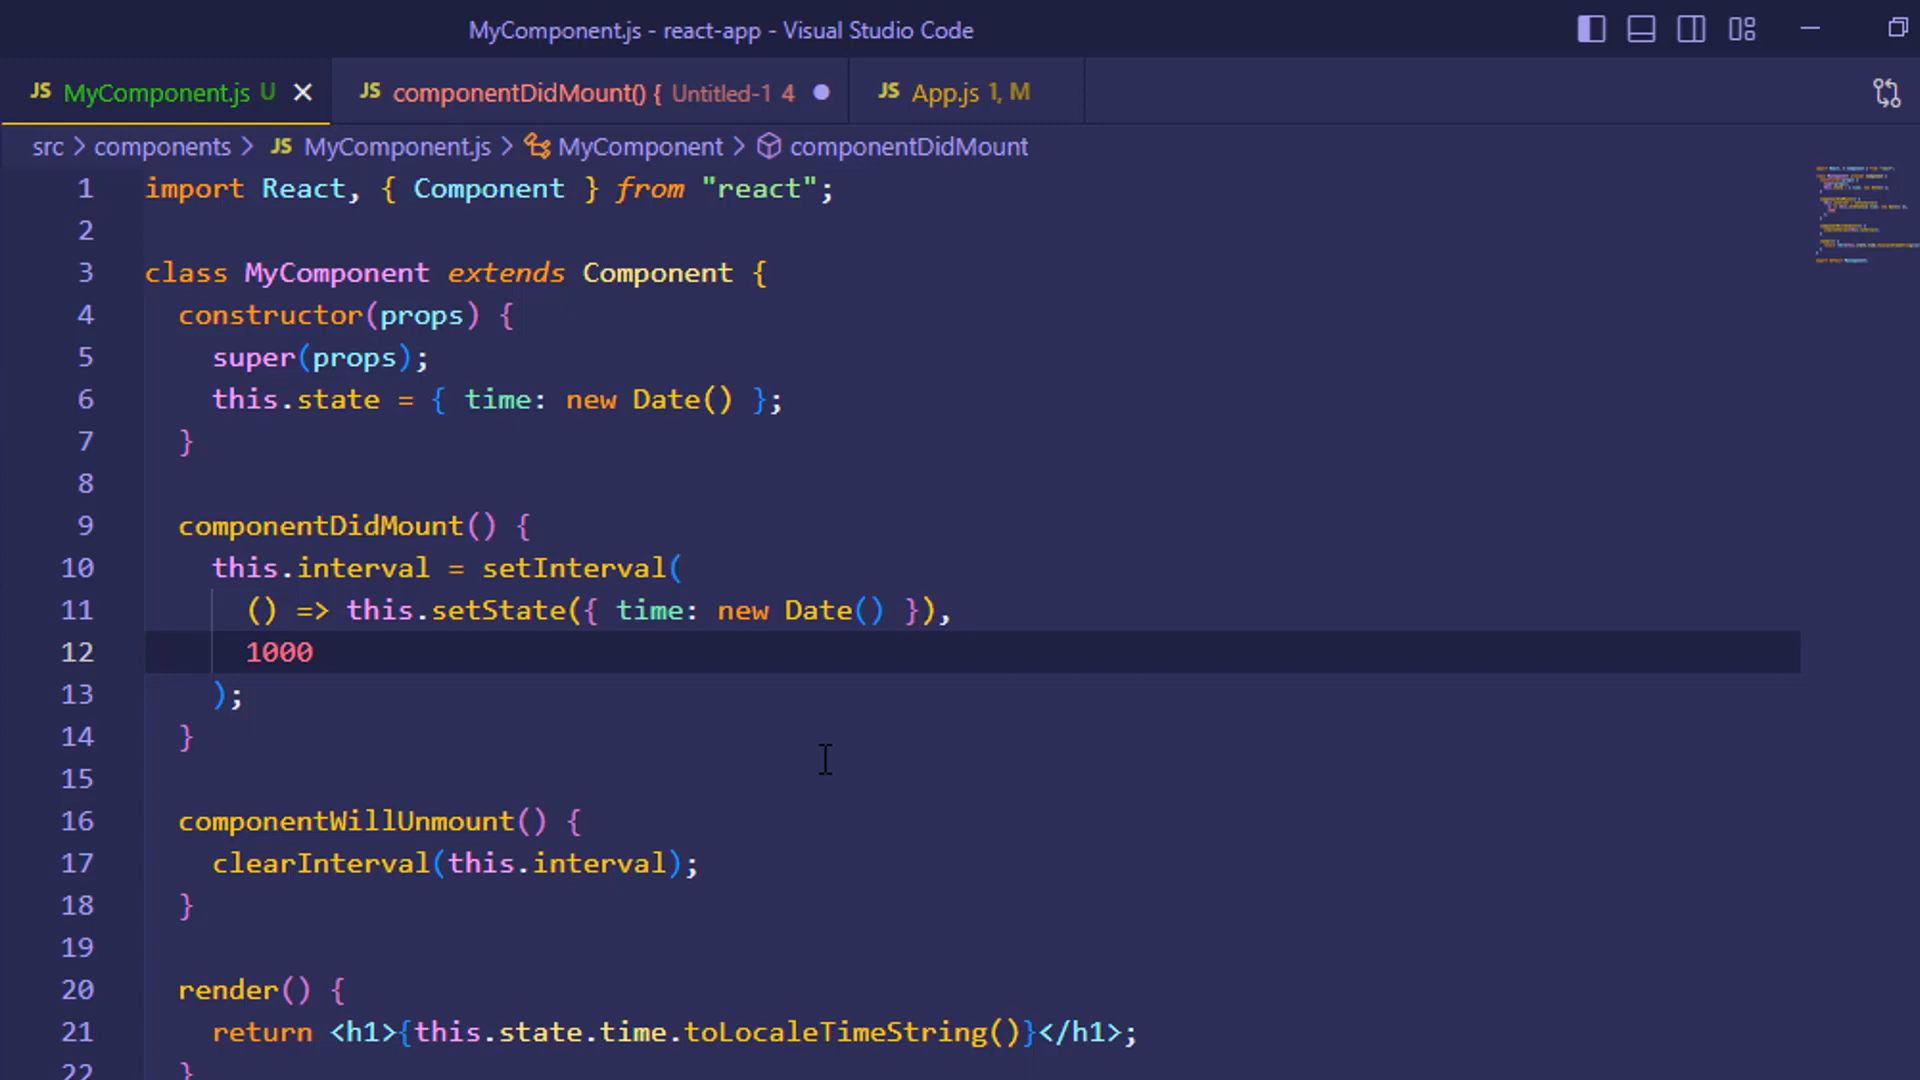 MyComponent.js - react-app - Visual Studio Code
JS MyComponent.js U JS componentDidMount() { Untitled-1 4 JS App.js 1, M
src > components > JS MyComponent.js > MyComponent > componentDidMount
1 import React, { Component } from "react";
2
3 class MyComponent extends Component {
4 constructor(props) {
5 super(props);
6 this.state = { time: new Date() };
7 }
8
9 componentDidMount() {
10 this.interval = setInterval(
11 () => this.setState({ time: new Date() }),
12 1000
13 );
14 }
15
16 componentWillUnmount() {
17 clearInterval(this.interval);
18 }
19
20 render() {
21 return <h1>{this.state.time.toLocaleTimeString()}</h1>;
22 }